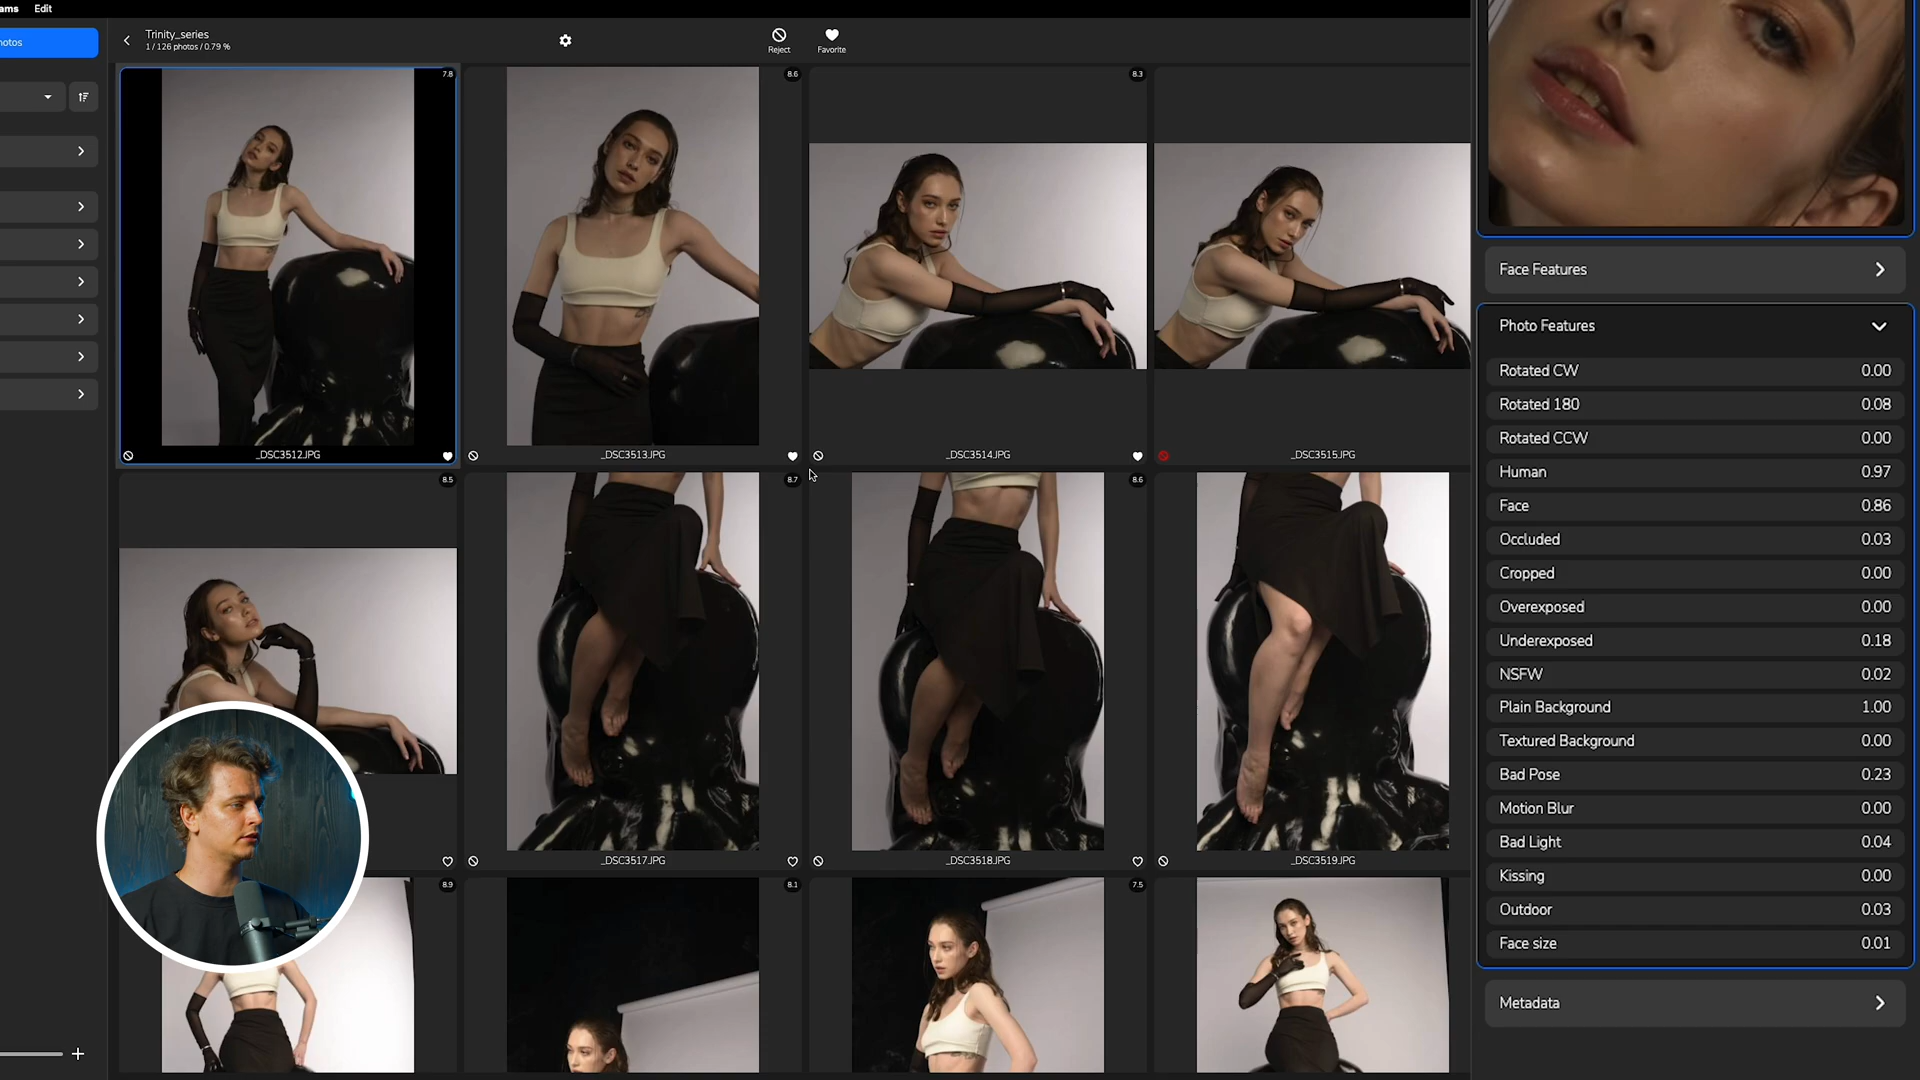 ams Edit
otos
Trinity_series
1 / 126 photos / 0.79 %
Reject
Favorite
7.8
8.6
8.3
_DSC3512.JPG
_DSC3513.JPG
_DSC3514.JPG
_DSC3515.JPG
8.5
8.7
8.6
_DSC3517.JPG
_DSC3518.JPG
_DSC3519.JPG
8.9
8.1
7.5
Face Features
Photo Features
Rotated CW 0.00
Rotated 180 0.08
Rotated CCW 0.00
Human 0.97
Face 0.86
Occluded 0.03
Cropped 0.00
Overexposed 0.00
Underexposed 0.18
NSFW 0.02
Plain Background 1.00
Textured Background 0.00
Bad Pose 0.23
Motion Blur 0.00
Bad Light 0.04
Kissing 0.00
Outdoor 0.03
Face size 0.01
Metadata